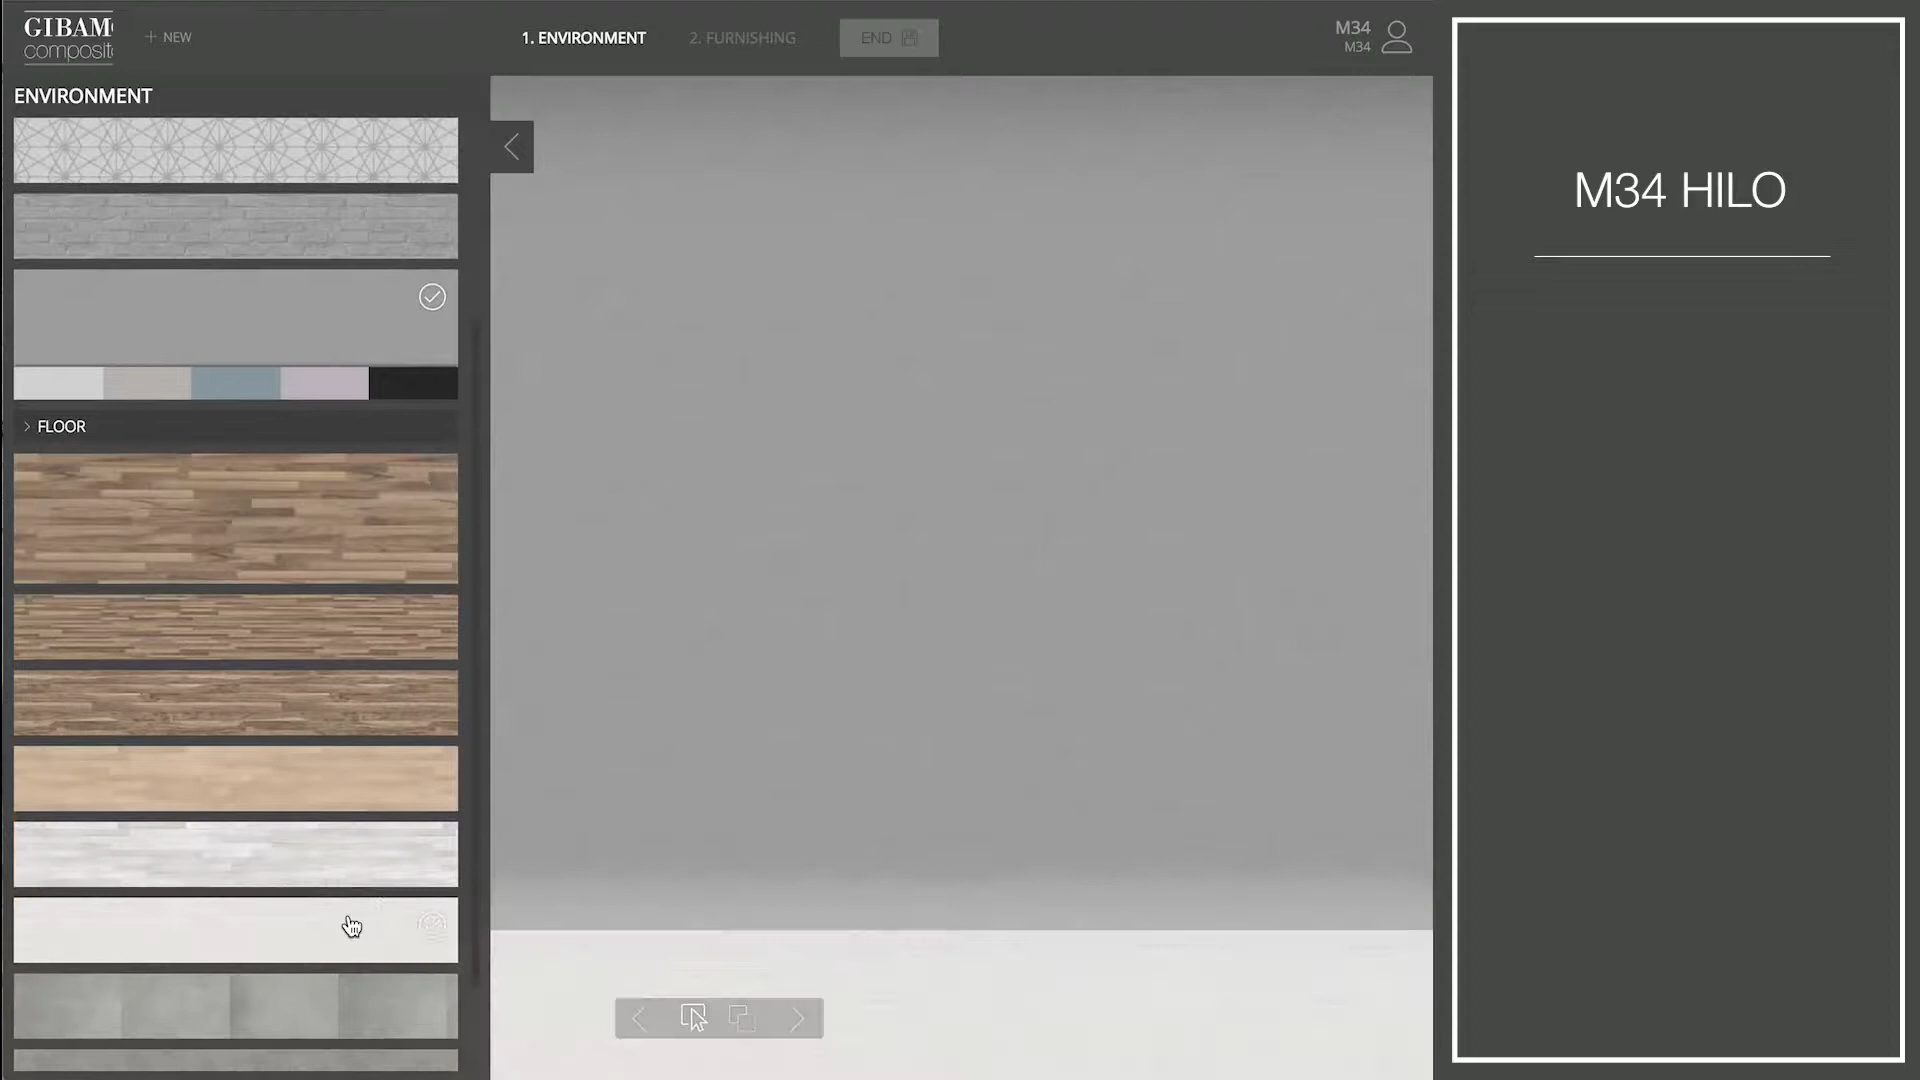 GIBAM
composit
+ NEW
1. ENVIRONMENT
2. FURNISHING
END
M34
M34
ENVIRONMENT
FLOOR
M34 HILO